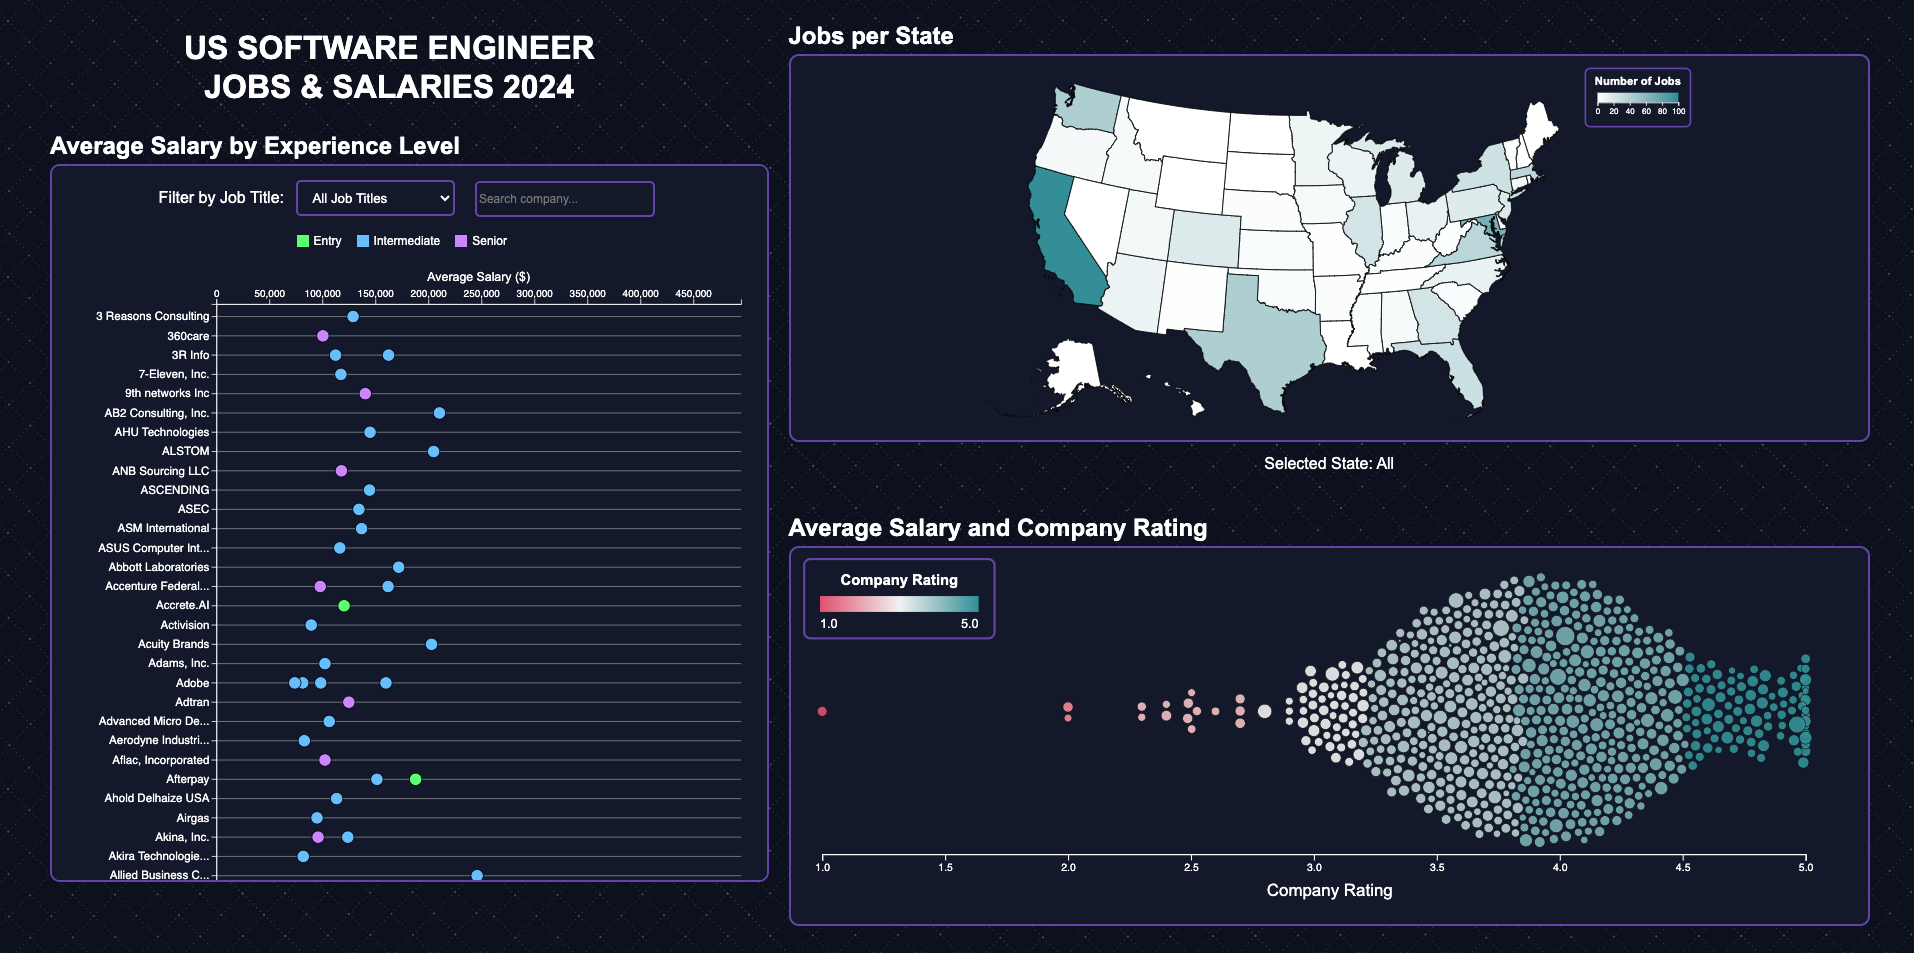 US SOFTWARE ENGINEER
JOBS & SALARIES 2024
Average Salary by Experience Level
Filter by Job Title:
All Job Titles
Search company...
Entry
Intermediate
Senior
Average Salary ($)
0 50,000 100,000 150,000 200,000 250,000 300,000 350,000 400,000 450,000
3 Reasons Consulting
360care
3R Info
7-Eleven, Inc.
9th networks Inc
AB2 Consulting, Inc.
AHU Technologies
ALSTOM
ANB Sourcing LLC
ASCENDING
ASEC
ASM International
ASUS Computer Int...
Abbott Laboratories
Accenture Federal...
Accrete.AI
Activision
Acuity Brands
Adams, Inc.
Adobe
Adtran
Advanced Micro De...
Aerodyne Industri...
Aflac, Incorporated
Afterpay
Ahold Delhaize USA
Airgas
Akina, Inc.
Akira Technologie...
Allied Business C...
Jobs per State
Number of Jobs
0 20 40 60 80 100
Selected State: All
Average Salary and Company Rating
Company Rating
1.0 5.0
1.0 1.5 2.0 2.5 3.0 3.5 4.0 4.5 5.0
Company Rating